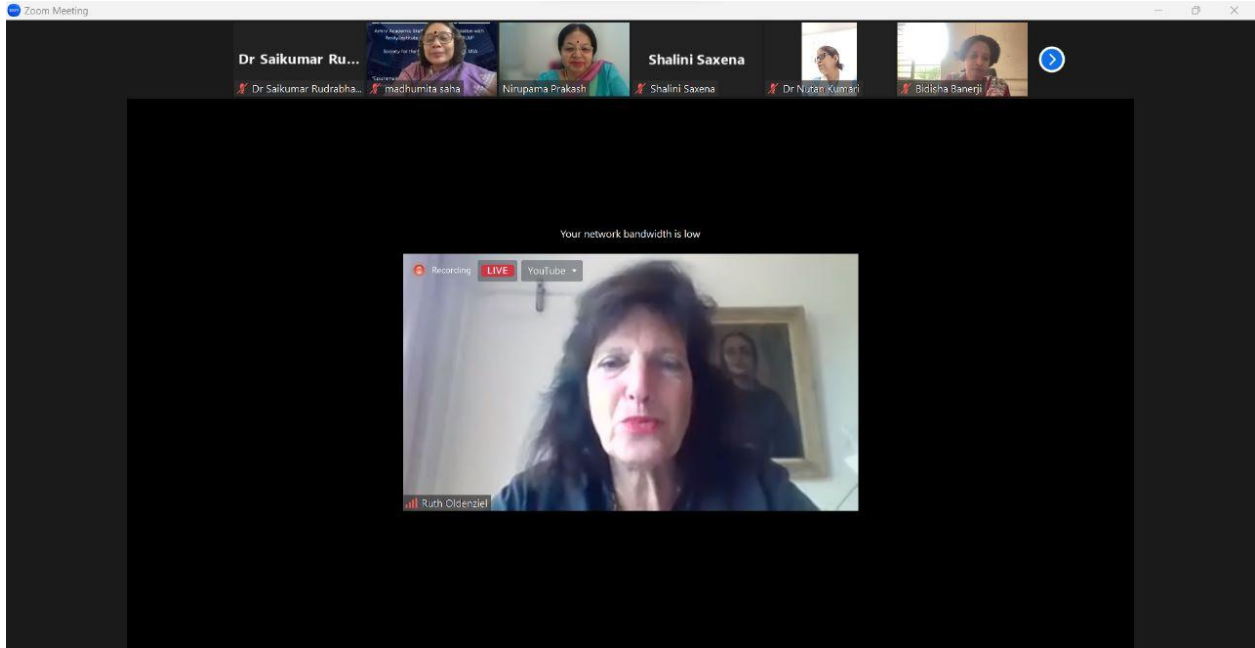 Zoom Meeting
Dr Saikumar Ru...
Shalini Saxena
Dr Saikumar Rudrabha...
madhumita saha
Nirupama Prakash
Shalini Saxena
Dr Nutan Kumari
Bidisha Banerji
Your network bandwidth is low
Recording LIVE YouTube
Ruth Oldenziel